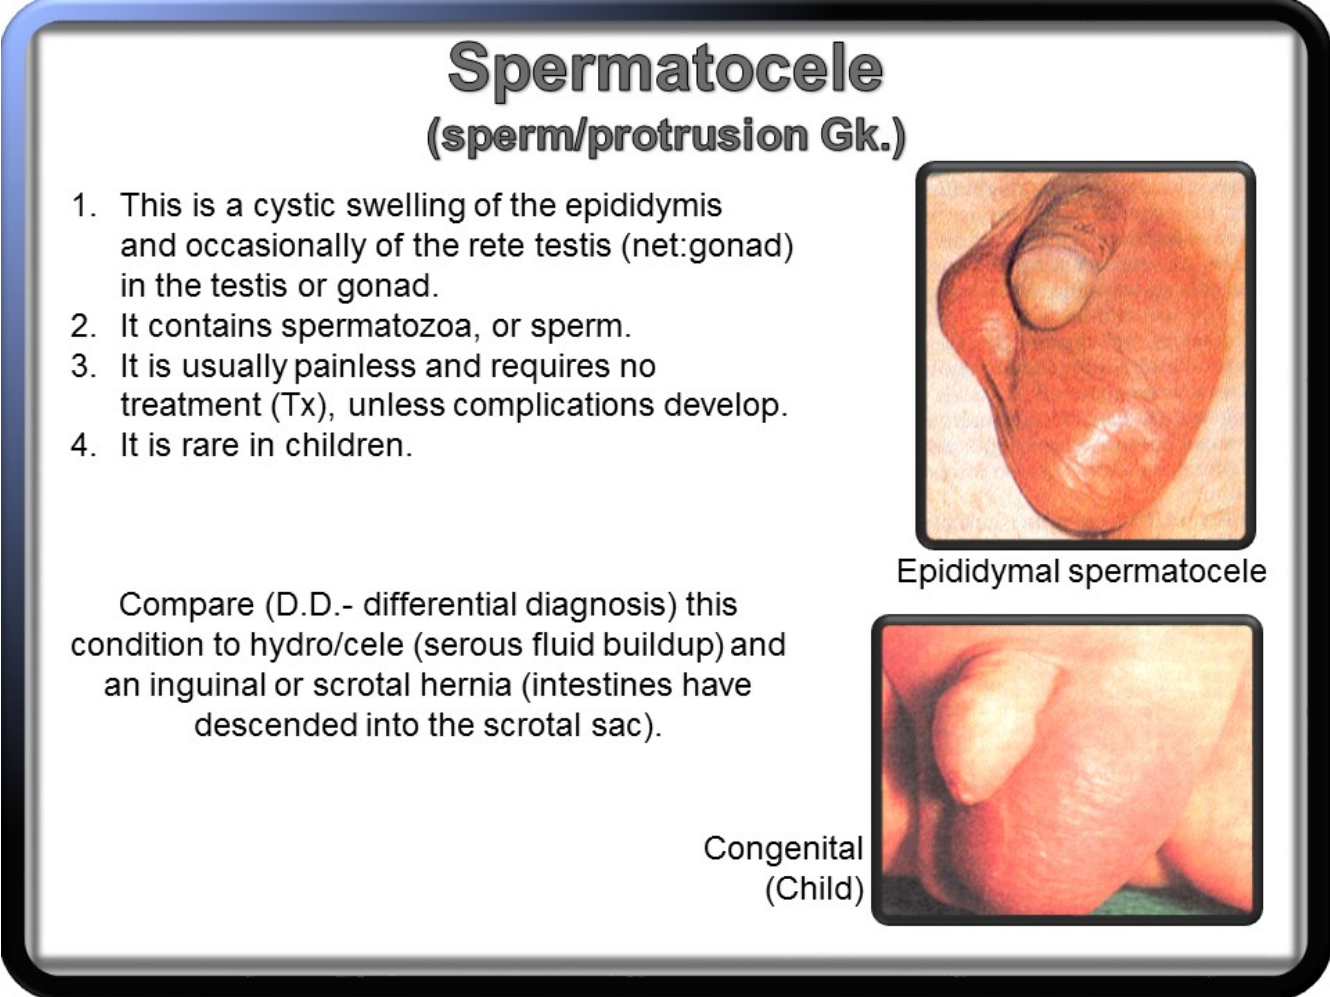 Spermatocele
(sperm/protrusion Gk.)
1. This is a cystic swelling of the epididymis
and occasionally of the rete testis (net:gonad)
in the testis or gonad.
2. It contains spermatozoa, or sperm.
3. It is usually painless and requires no
treatment (Tx), unless complications develop.
4. It is rare in children.
Epididymal spermatocele
Compare (D.D.- differential diagnosis) this
condition to hydro/cele (serous fluid buildup) and
an inguinal or scrotal hernia (intestines have
descended into the scrotal sac).
Congenital
(Child)